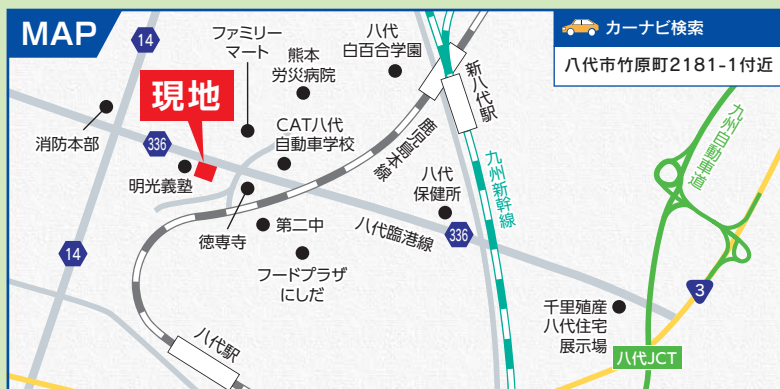 MAP
カーナビ検索
八代市竹原町2181-1付近
14
ファミリー
マート
熊本
労災病院
八代
白百合学園
新八代駅
現地
消防本部
336
CAT八代
自動車学校
鹿児島本線
明光義塾
八代
保健所
九州新幹線
九州自動車道
徳専寺
第二中
八代臨港線
336
14
フードプラザ
にしだ
3
千里殖産
八代住宅
展示場
八代駅
八代JCT